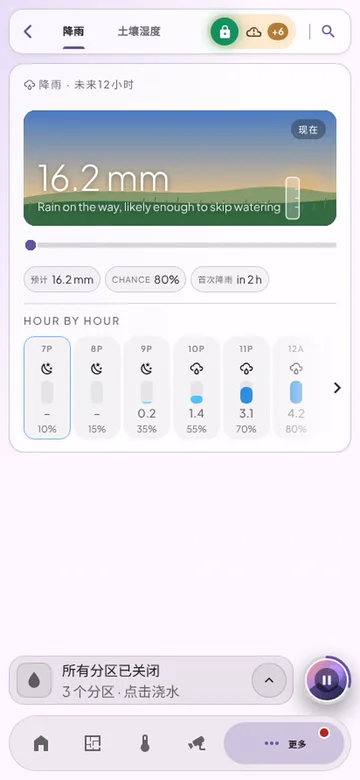 降雨 土壤湿度 +6
降雨 · 未来12小时
现在
16.2 mm
Rain on the way, likely enough to skip watering
预计 16.2 mm CHANCE 80% 首次降雨 in 2 h
HOUR BY HOUR
7P 8P 9P 10P 11P 12A
– – 0.2 1.4 3.1 4.2
10% 15% 35% 55% 70% 80%
所有分区已关闭
3 个分区 · 点击浇水
更多